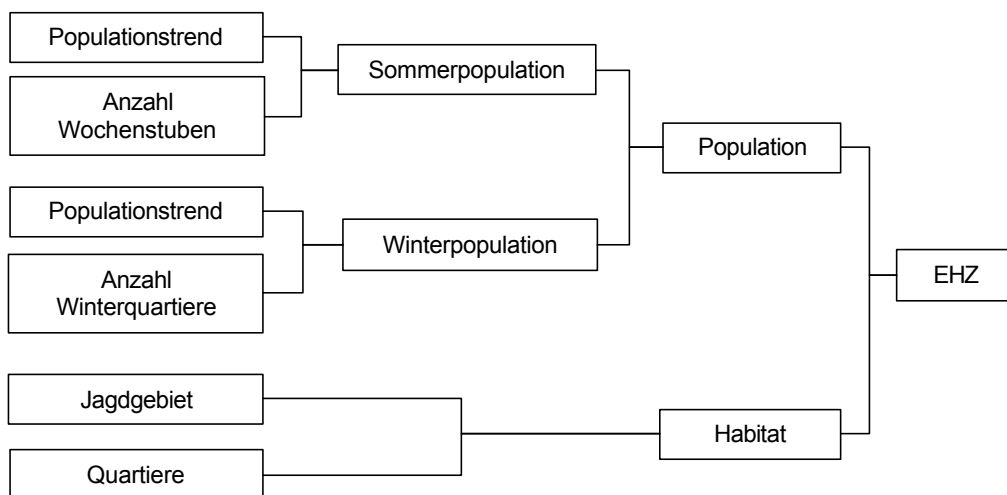 Populationstrend
Sommerpopulation
Anzahl
Wochenstuben
Population
Populationstrend
Winterpopulation
Anzahl
Winterquartiere
EHZ
Jagdgebiet
Habitat
Quartiere